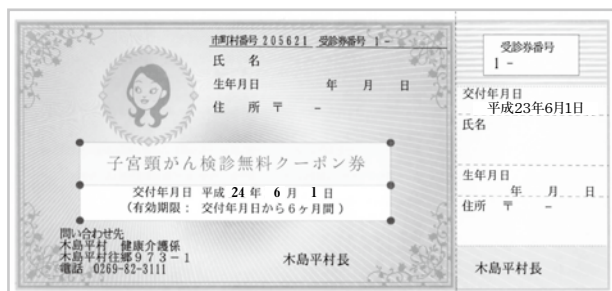 市町村番号 205621 受診券番号 1-
氏 名
生年月日 年 月 日
住 所 〒 -
子宮頸がん検診無料クーポン券
交付年月日 平成 24 年 6 月 1 日
(有効期限: 交付年月日から6ヶ月間)
問い合わせ先
木島平村 健康介護係
木島平村往郷973-1
電話 0269-82-3111
木島平村長
受診券番号
1 -
交付年月日
平成23年6月1日
氏名
生年月日
年 月 日
住所 〒 -
木島平村長